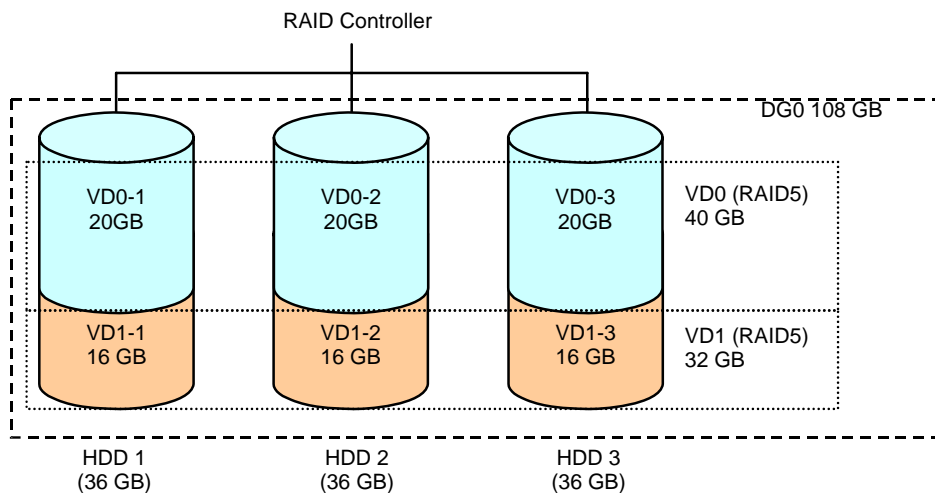 RAID Controller
DG0 108 GB
VD0-1
20GB
VD0-2
20GB
VD0-3
20GB
VD0 (RAID5)
40 GB
VD1-1
16 GB
VD1-2
16 GB
VD1-3
16 GB
VD1 (RAID5)
32 GB
HDD 1
(36 GB)
HDD 2
(36 GB)
HDD 3
(36 GB)